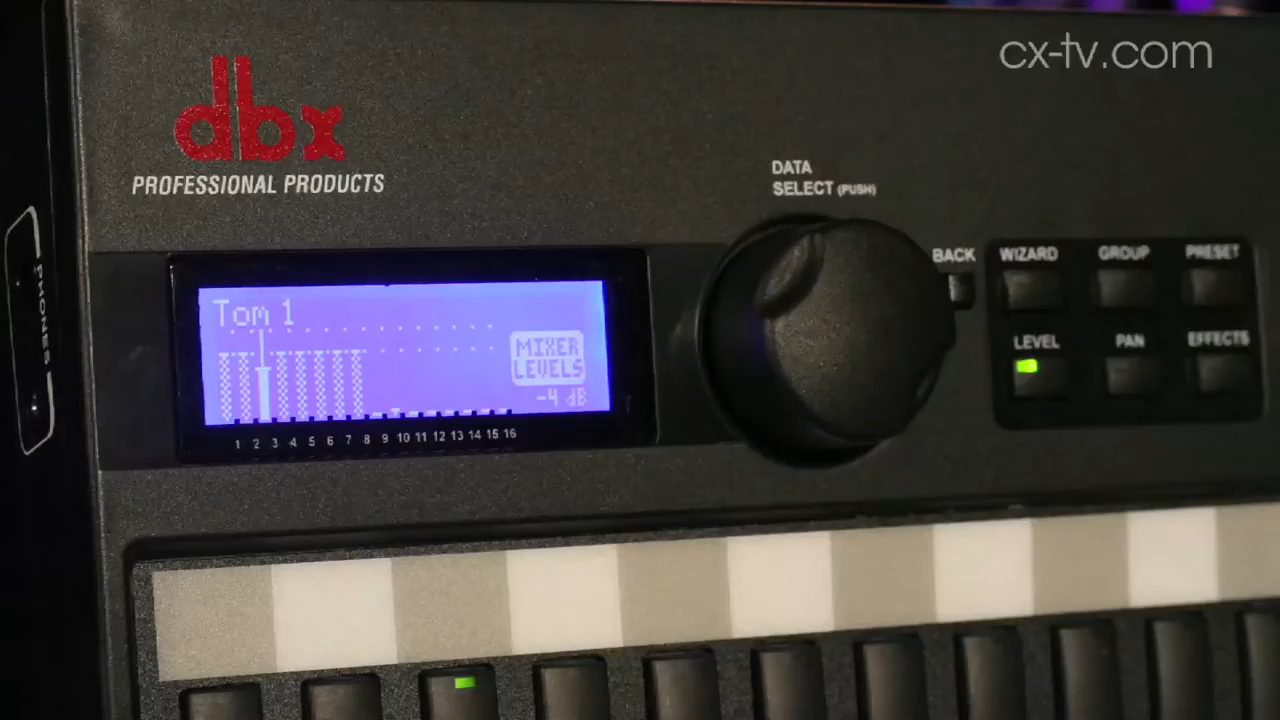 cx-tv.com
dbx
PROFESSIONAL PRODUCTS
DATA
SELECT (PUSH)
BACK
WIZARD
GROUP
PRESET
LEVEL
PAN
EFFECTS
PHONES
Tom 1
MIXER
LEVELS
-4 dB
1 2 3 4 5 6 7 8 9 10 11 12 13 14 15 16